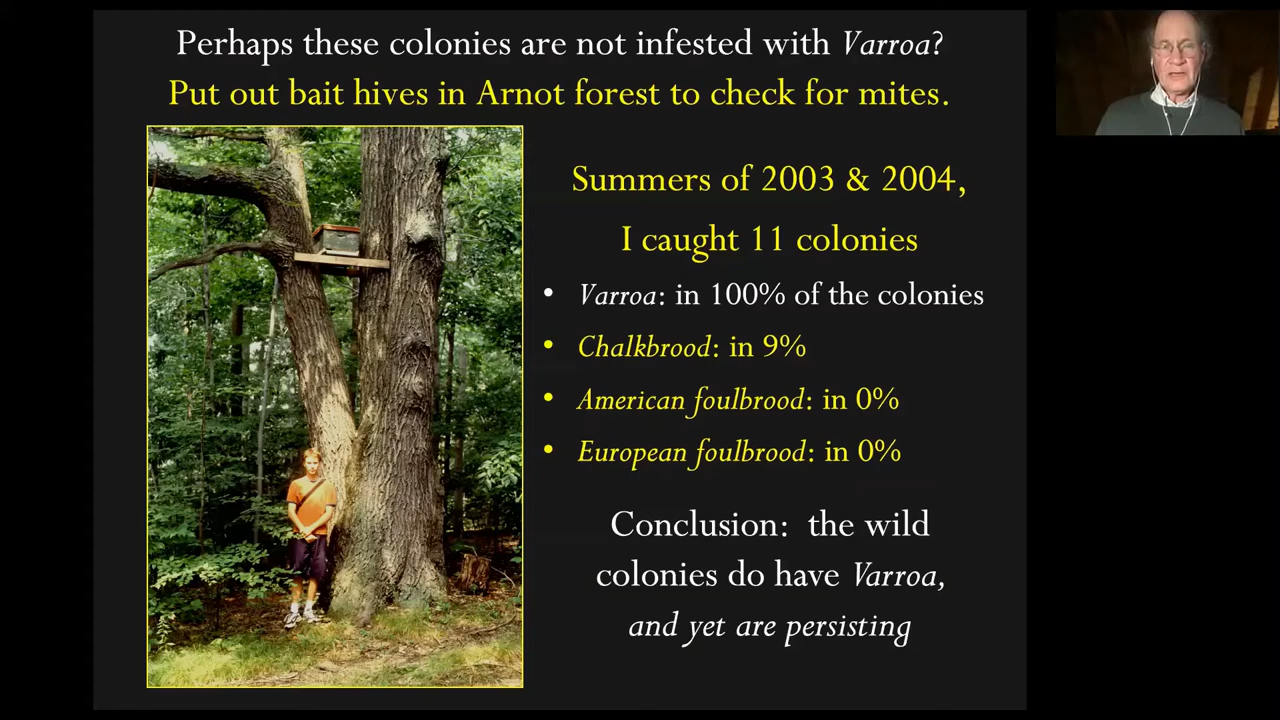 Perhaps these colonies are not infested with Varroa?
Put out bait hives in Arnot forest to check for mites.
Summers of 2003 & 2004,
I caught 11 colonies
• Varroa: in 100% of the colonies
• Chalkbrood: in 9%
• American foulbrood: in 0%
• European foulbrood: in 0%
Conclusion: the wild
colonies do have Varroa,
and yet are persisting